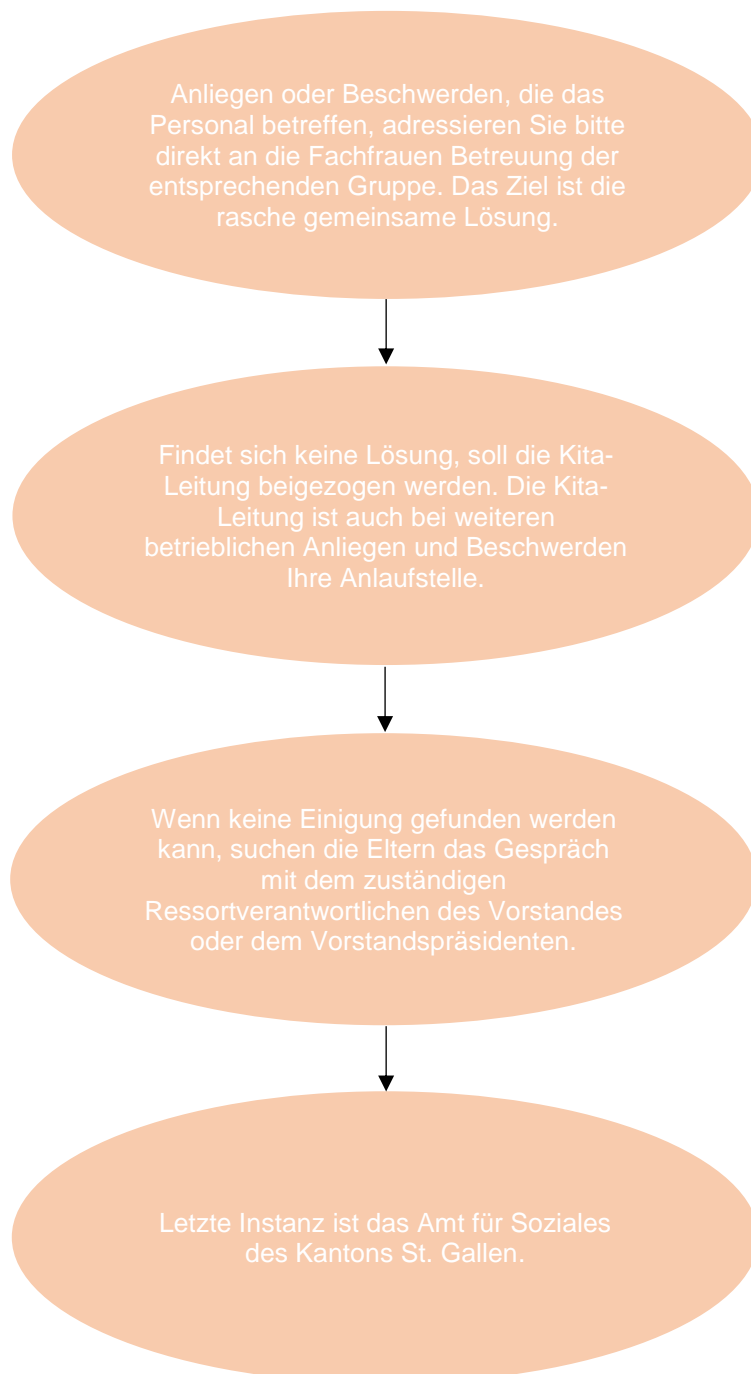 Anliegen oder Beschwerden, die das
Personal betreffen, adressieren Sie bitte
direkt an die Fachfrauen Betreuung der
entsprechenden Gruppe. Das Ziel ist die
rasche gemeinsame Lösung.
Findet sich keine Lösung, soll die Kita-
Leitung beigezogen werden. Die Kita-
Leitung ist auch bei weiteren
betrieblichen Anliegen und Beschwerden
Ihre Anlaufstelle.
Wenn keine Einigung gefunden werden
kann, suchen die Eltern das Gespräch
mit dem zuständigen
Ressortverantwortlichen des Vorstandes
oder dem Vorstandspräsidenten.
Letzte Instanz ist das Amt für Soziales
des Kantons St. Gallen.